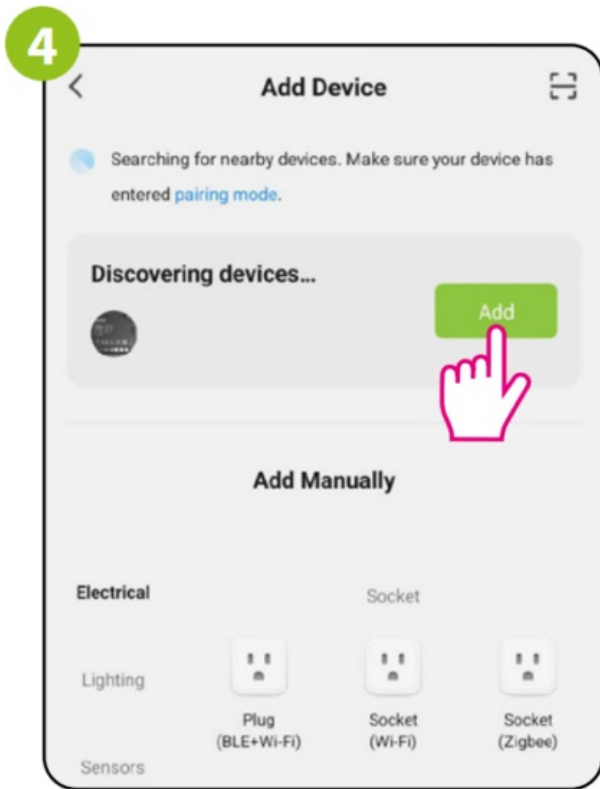 4
Add Device
Searching for nearby devices. Make sure your device has
entered pairing mode.
Discovering devices...
Add
Add Manually
Electrical
Socket
Lighting
Plug
(BLE+Wi-Fi)
Socket
(Wi-Fi)
Socket
(Zigbee)
Sensors